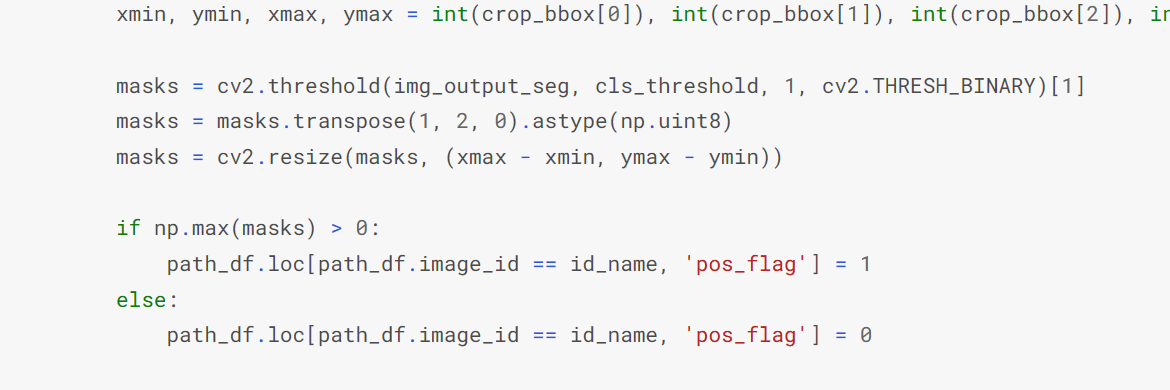 xmin, ymin, xmax, ymax = int(crop_bbox[0]), int(crop_bbox[1]), int(crop_bbox[2]),
masks = cv2.threshold(img_output_seg, cls_threshold, 1, cv2.THRESH_BINARY)[1]
masks = masks.transpose(1, 2, 0).astype(np.uint8)
masks = cv2.resize(masks, (xmax - xmin, ymax - ymin))
if np.max(masks) > 0:
    path_df.loc[path_df.image_id == id_name, 'pos_flag'] = 1
else:
    path_df.loc[path_df.image_id == id_name, 'pos_flag'] = 0